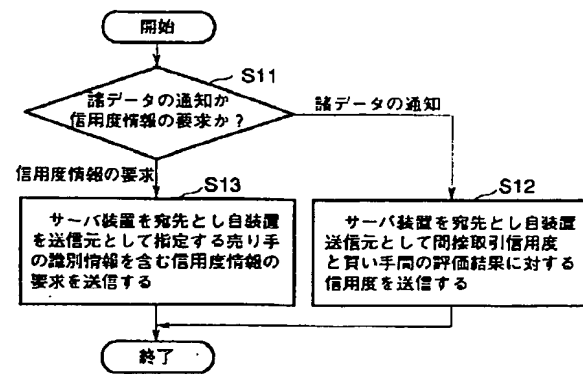 開始
S11
諸データの通知か
信用度情報の要求か?
諸データの通知
信用度情報の要求
S13
サーバ装置を宛先とし自装置
を送信元として指定する売り手
の識別情報を含む信用度情報の
要求を送信する
S12
サーバ装置を宛先とし自装置
送信元として間接取引信用度
と買い手間の評価結果に対する
信用度を送信する
終了